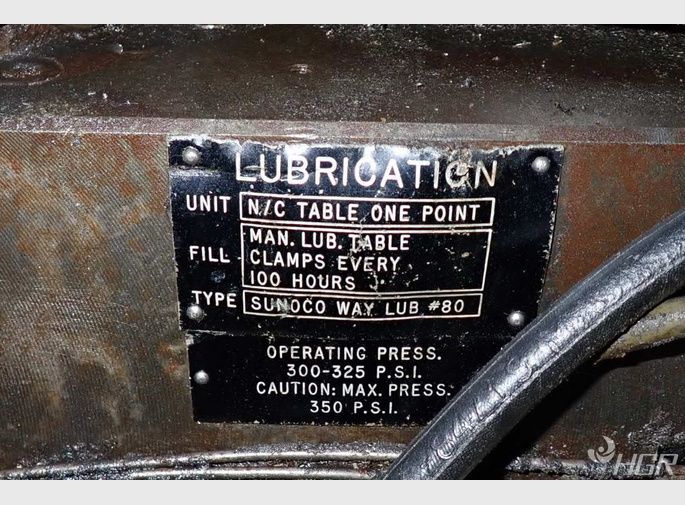 LUBRICATION
UNIT N/C TABLE ONE POINT
FILL MAN. LUB. TABLE
CLAMPS EVERY
100 HOURS
TYPE SUNOCO WAY LUB #80
OPERATING PRESS.
300-325 P.S.I.
CAUTION: MAX. PRESS.
350 P.S.I.
HGR